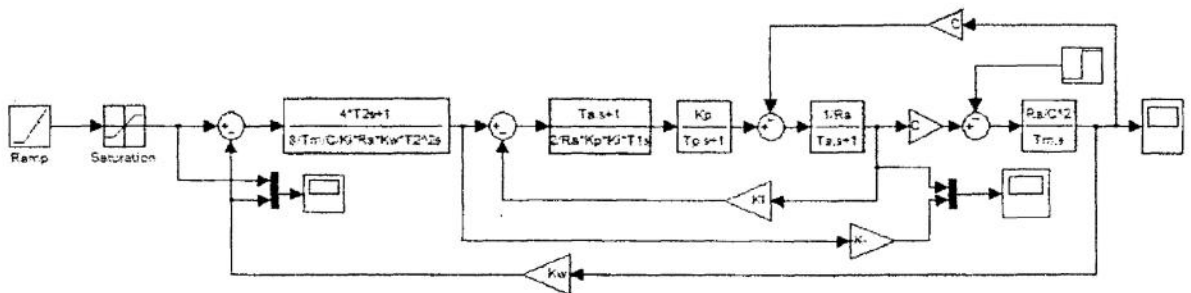 C
4*T2s+1
8/Tm/C/Ki*Ra*Kw*T2^2s
Ta.s+1
2/Ra*Kp*Ki*T1s
Kp
Tp.s+1
1/Ra
Ta.s+1
C
Ra/C^2
Tm.s
Ramp
Saturation
Kw